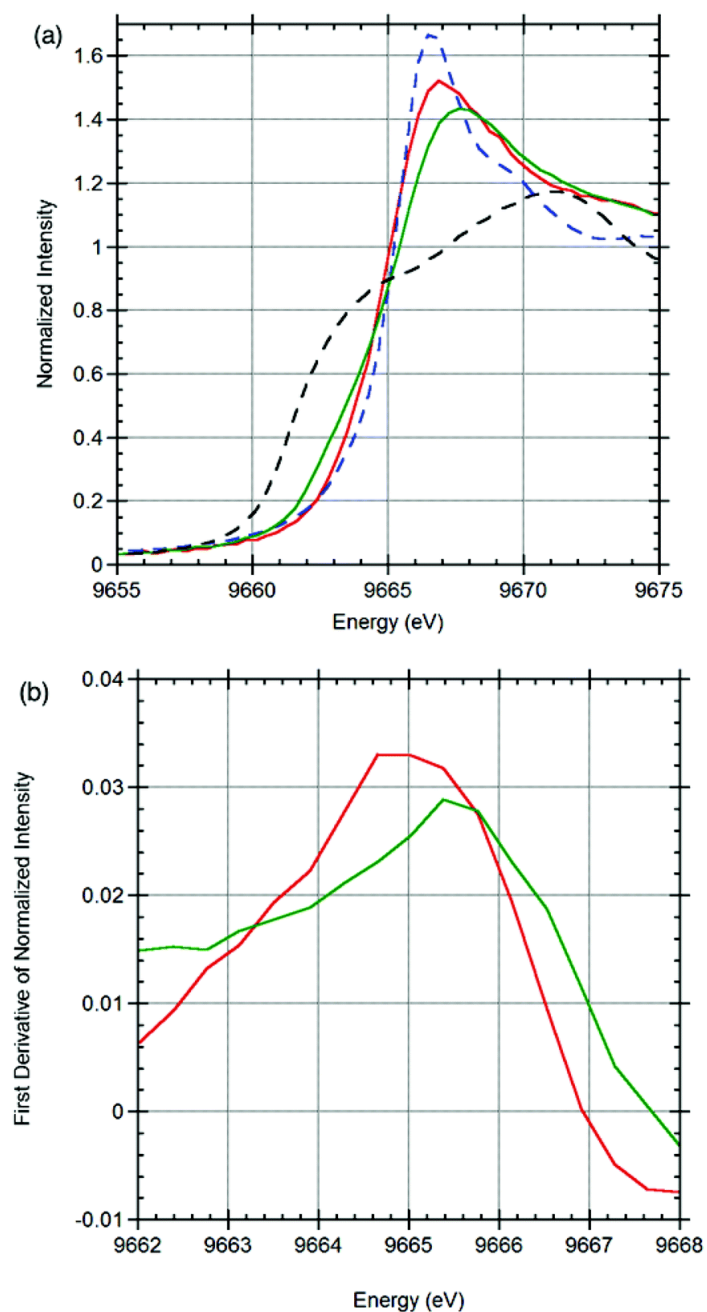 (a)
1.6
1.4
1.2
1
0.8
0.6
0.4
0.2
0
Normalized Intensity
9655 9660 9665 9670 9675
Energy (eV)
(b)
0.04
0.03
0.02
0.01
0
-0.01
First Derivative of Normalized Intensity
9662 9663 9664 9665 9666 9667 9668
Energy (eV)